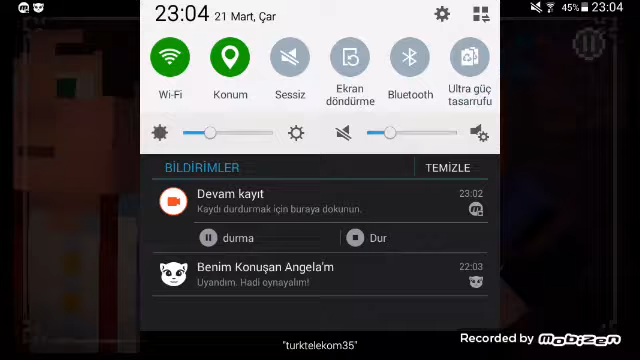 45% 23:04
23:04 21 Mart, Çar
Wi-Fi
Konum
Sessiz
Ekran
döndürme
Bluetooth
Ultra güç
tasarrufu
BİLDİRİMLER
TEMİZLE
Devam kayıt 23:02
Kaydı durdurmak için buraya dokunun.
durma
Dur
Benim Konuşan Angela'm 22:03
Uyandım. Hadi oynayalım!
"turktelekom35"
Recorded by MOBIZEN